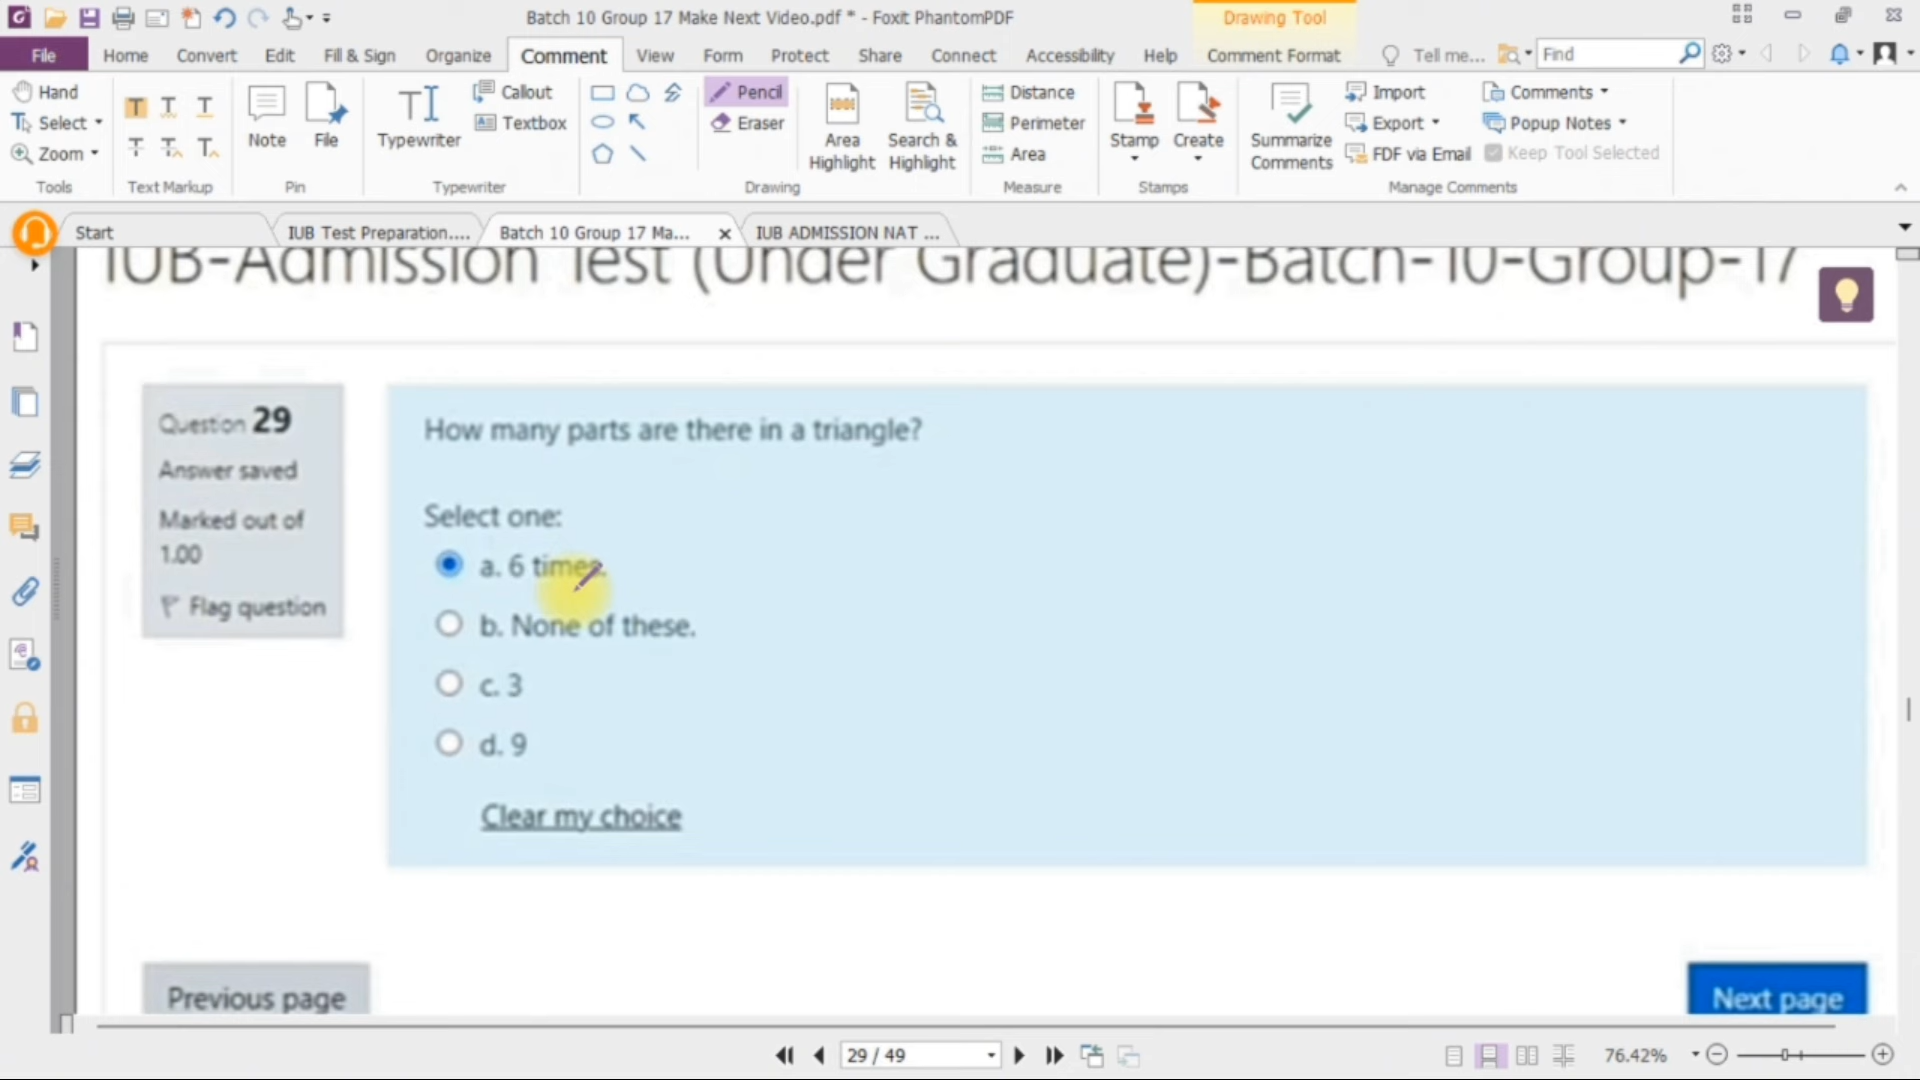 Batch 10 Group 17 Make Next Video.pdf * - Foxit PhantomPDF
Drawing Tool
File Home Convert Edit Fill & Sign Organize Comment View Form Protect Share Connect Accessibility Help Comment Format Tell me... Find
Hand
Select
Zoom
Tools
Text Markup
Note
File
Pin
Typewriter
Callout
Textbox
Typewriter
Pencil
Eraser
Area Highlight
Search & Highlight
Drawing
Distance
Perimeter
Area
Measure
Stamp
Create
Stamps
Summarize Comments
Import
Export
FDF via Email
Comments
Popup Notes
Keep Tool Selected
Manage Comments
Start
IUB Test Preparation....
Batch 10 Group 17 Ma...
IUB ADMISSION NAT ...
IUB-Admission Test (Under Graduate)-Batch-10-Group-17
Question 29
Answer saved
Marked out of
1.00
Flag question
How many parts are there in a triangle?
Select one:
a. 6 times.
b. None of these.
c. 3
d. 9
Clear my choice
Previous page
Next page
29 / 49
76.42%